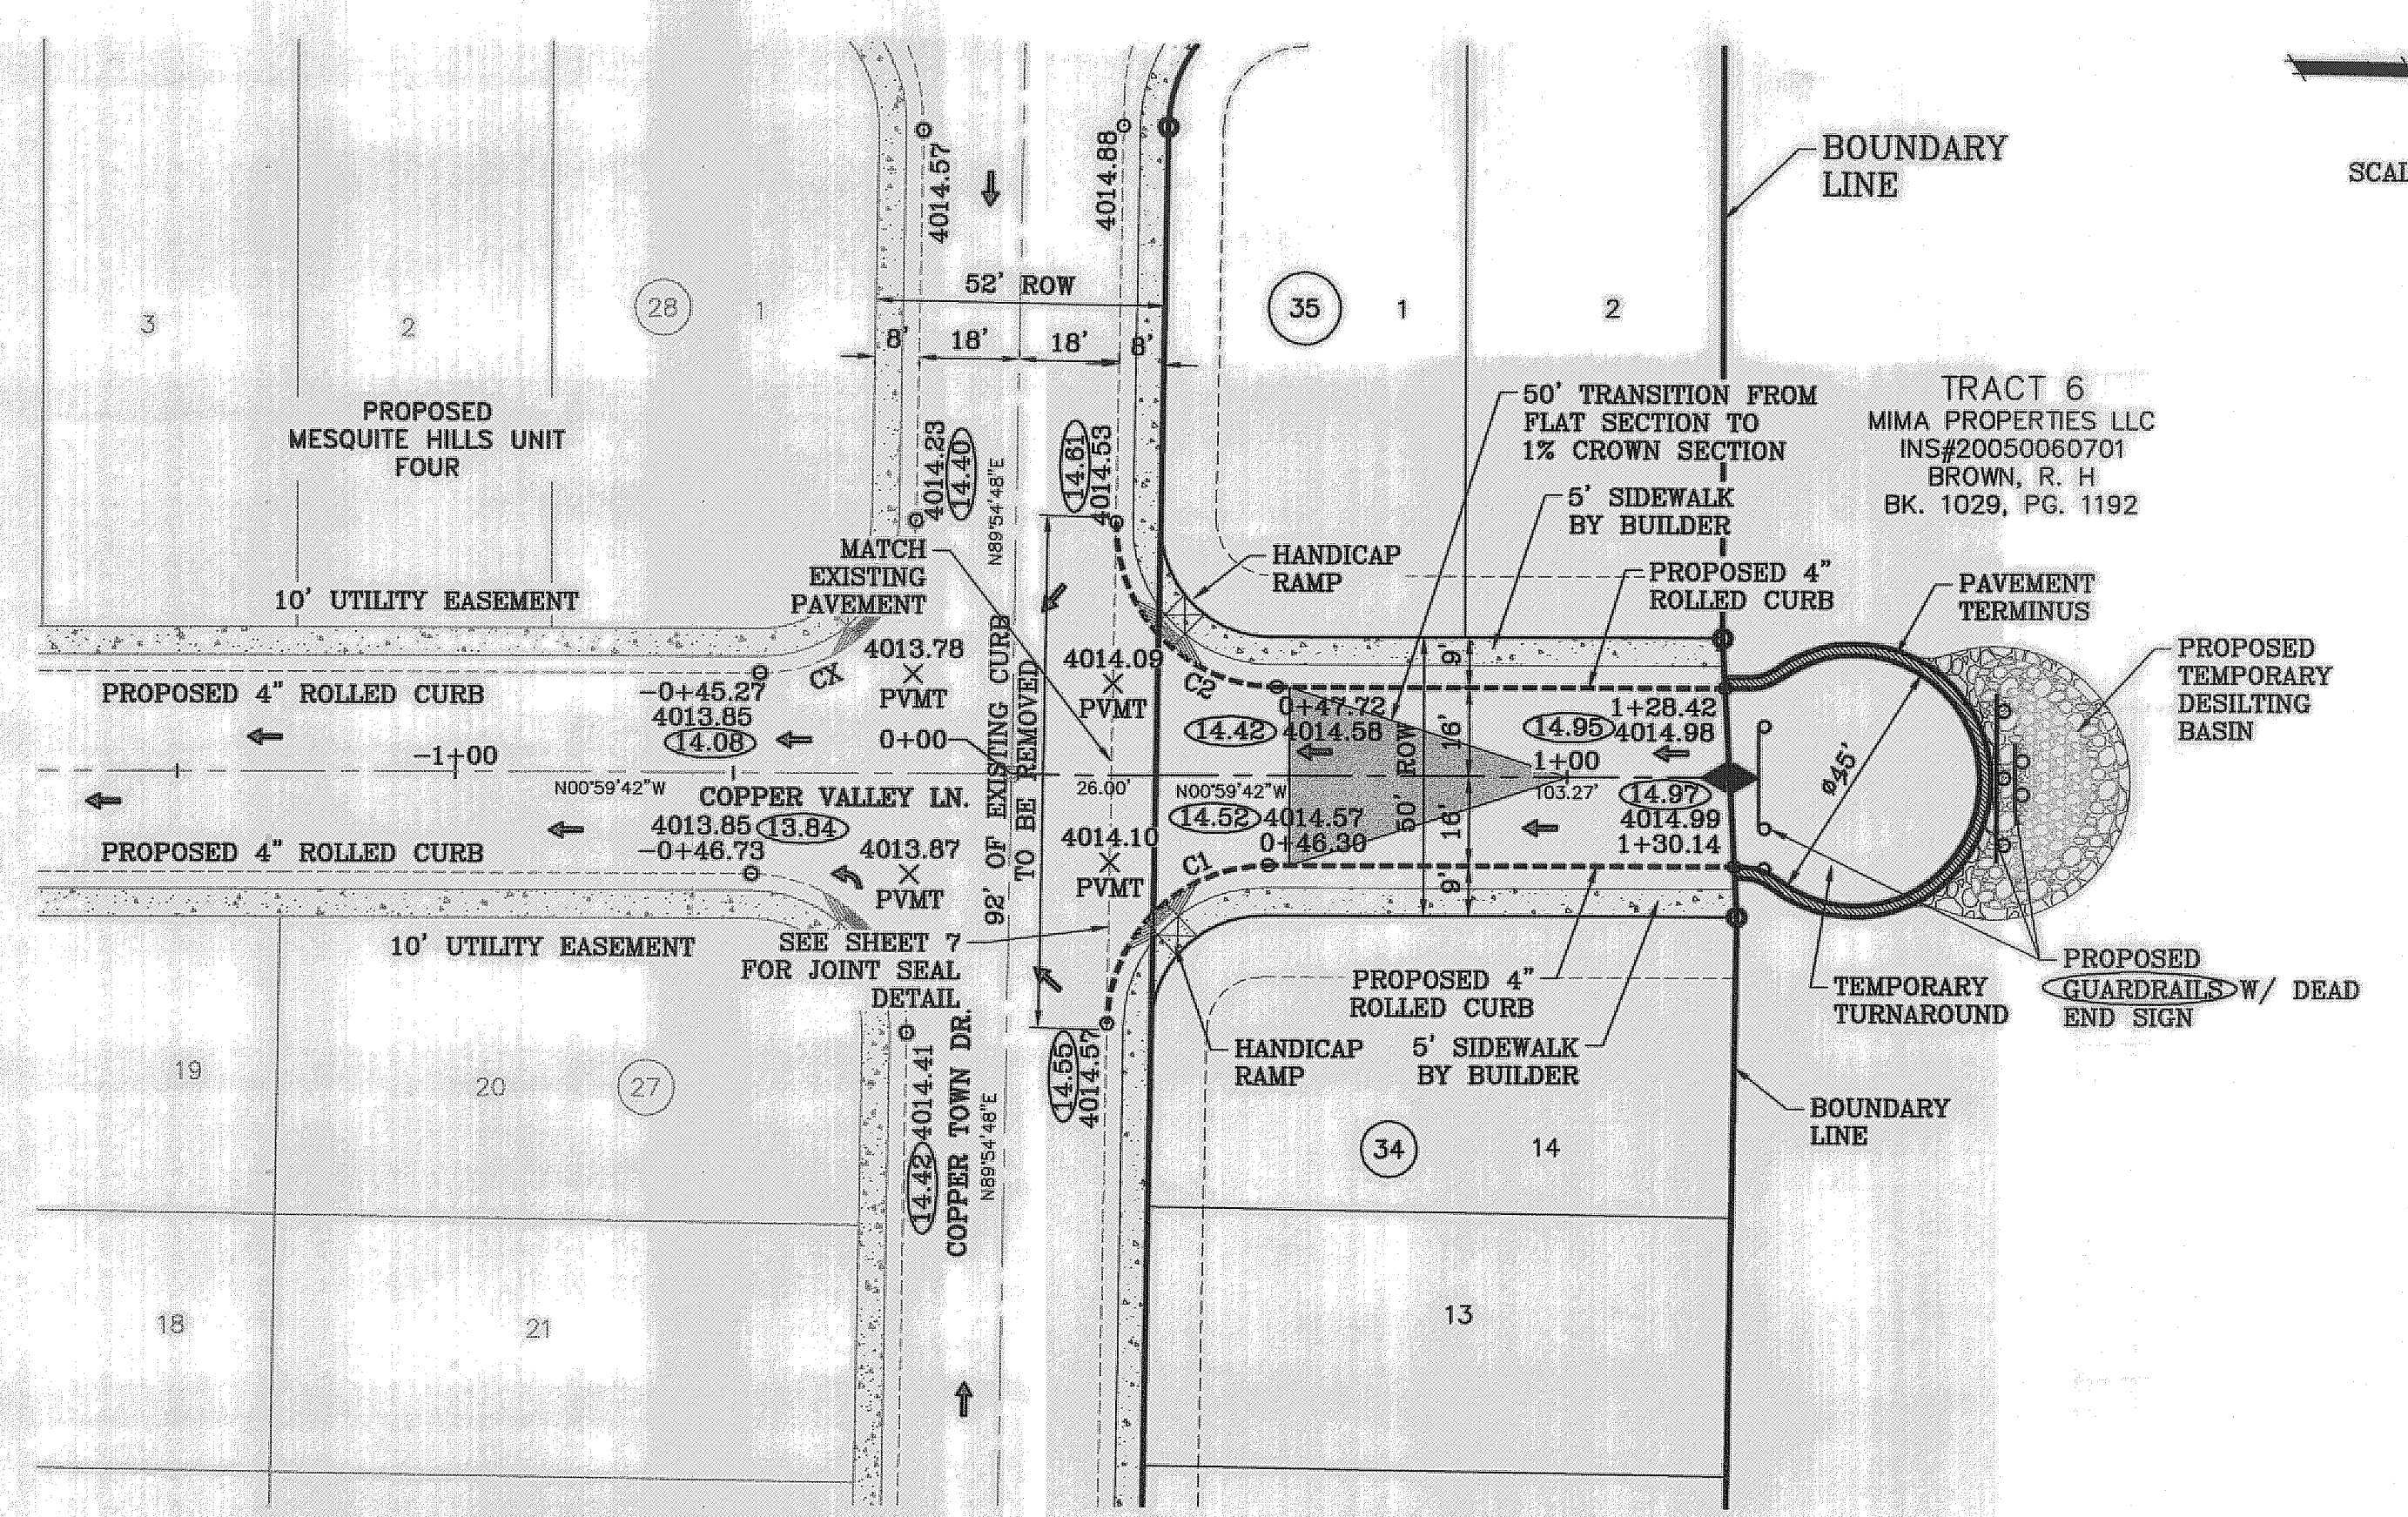 BOUNDARY
LINE
SCAL
4014.57
4014.88
52' ROW
8'
18'
18'
8'
3
2
28
1
35
1
2
PROPOSED
MESQUITE HILLS UNIT
FOUR
50' TRANSITION FROM
FLAT SECTION TO
1% CROWN SECTION
TRACT 6
MIMA PROPERTIES LLC
INS#20050060701
BROWN, R. H
BK. 1029, PG. 1192
4014.23
14.40
N89°54'48"E
14.61
4014.53
5' SIDEWALK
BY BUILDER
MATCH
EXISTING
PAVEMENT
HANDICAP
RAMP
PROPOSED 4"
ROLLED CURB
PAVEMENT
TERMINUS
10' UTILITY EASEMENT
PROPOSED
TEMPORARY
DESILTING
BASIN
4013.78
PVMT
CX
4014.09
PVMT
C2
9'
PROPOSED 4" ROLLED CURB
-0+45.27
4013.85
14.08
0+00
92' OF EXISTING CURB
TO BE REMOVED
0+47.72
14.42 4014.58
1+28.42
14.95 4014.98
16'
50' ROW
-1+00
1+00
N00°59'42"W
COPPER VALLEY LN.
26.00'
N00°59'42"W
103.27'
ø45'
4013.85 13.84
-0+46.73
4013.87
PVMT
4014.10
PVMT
14.52 4014.57
0+46.30
C1
16'
14.97
4014.99
1+30.14
9'
PROPOSED 4" ROLLED CURB
10' UTILITY EASEMENT
SEE SHEET 7
FOR JOINT SEAL
DETAIL
PROPOSED 4"
ROLLED CURB
TEMPORARY
TURNAROUND
PROPOSED
GUARDRAILS W/ DEAD
END SIGN
14.42 4014.41
COPPER TOWN DR.
N89°54'48"E
14.55
4014.57
HANDICAP
RAMP
5' SIDEWALK
BY BUILDER
BOUNDARY
LINE
19
20
27
34
14
18
21
13